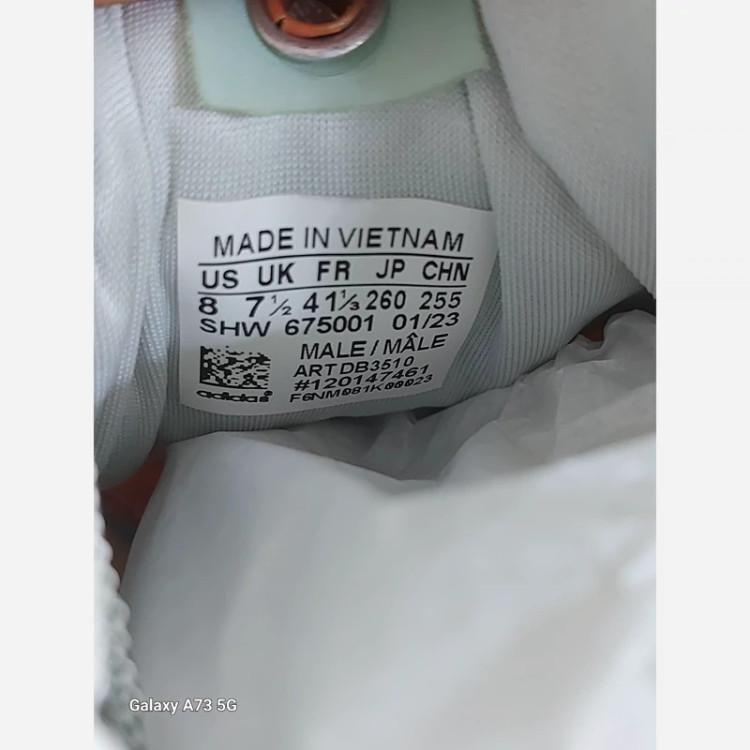 MADE IN VIETNAM
US UK FR JP CHN
8 7½ 41⅓ 260 255
SHW 675001 01/23
MALE / MÂLE
ART DB3510
#120147461
F6NM081K00023
adidas
Galaxy A73 5G